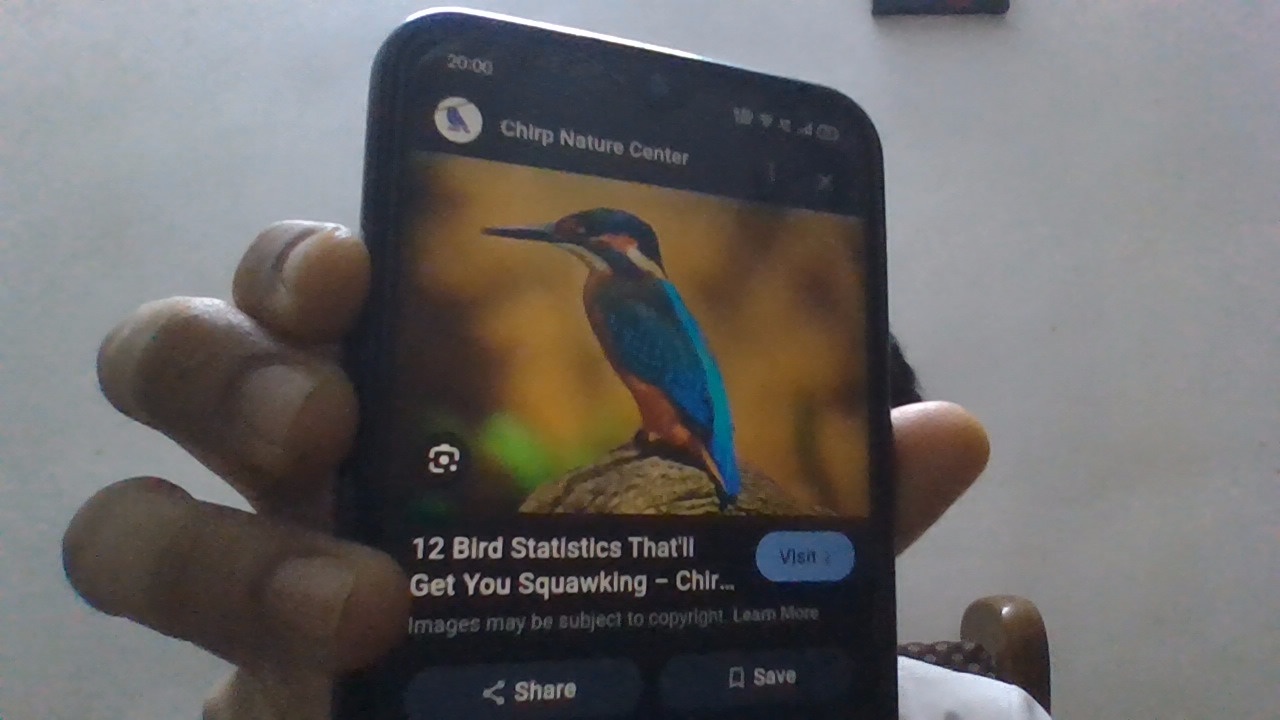 20:00
Chirp Nature Center
12 Bird Statistics That'll
Get You Squawking – Chir...
Visit
Images may be subject to copyright. Learn More
Share
Save